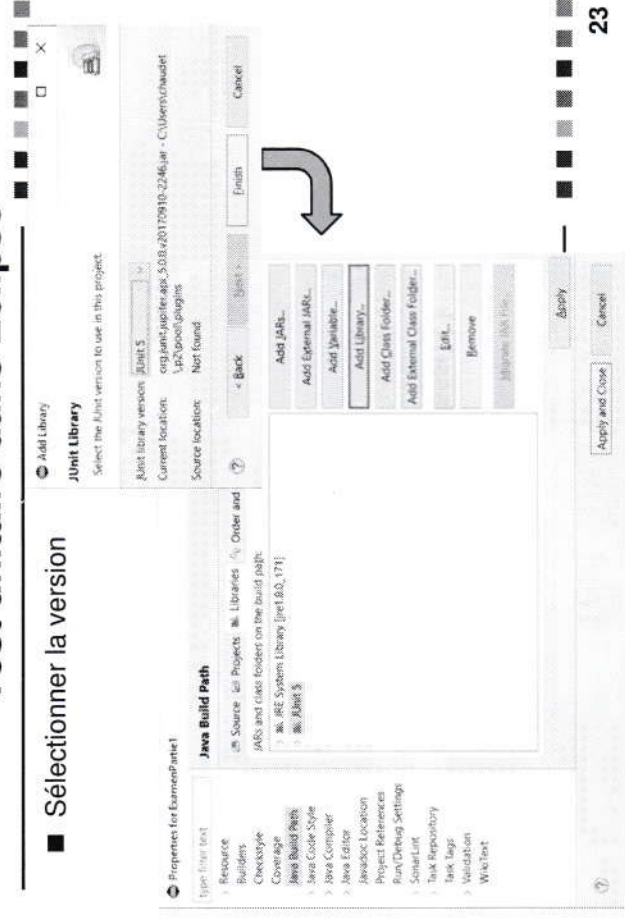 Sélectionner la version
Add Library
JUnit Library
Select the JUnit version to use in this project.
JUnit library version: JUnit 5
Current location: org.junit.jupiter.api_5.0.0.v20170910-2246.jar - C:\Users\chaudet
\.p2\pool\plugins
Source location: Not found
< Back
Next >
Finish
Cancel
Properties for ExamenPartie1
type filter text
Resource
Builders
Checkstyle
Coverage
Java Build Path
Java Code Style
Java Compiler
Java Editor
Javadoc Location
Project References
Run/Debug Settings
SonarLint
Task Repository
Task Tags
Validation
WikiText
Java Build Path
Source Projects Libraries Order and
JARs and class folders on the build path:
JRE System Library [jre1.8.0_171]
JUnit 5
Add JARs...
Add External JARs...
Add Variable...
Add Library...
Add Class Folder...
Add External Class Folder...
Edit...
Remove
Migrate JAR File...
Apply
Apply and Close
Cancel
23